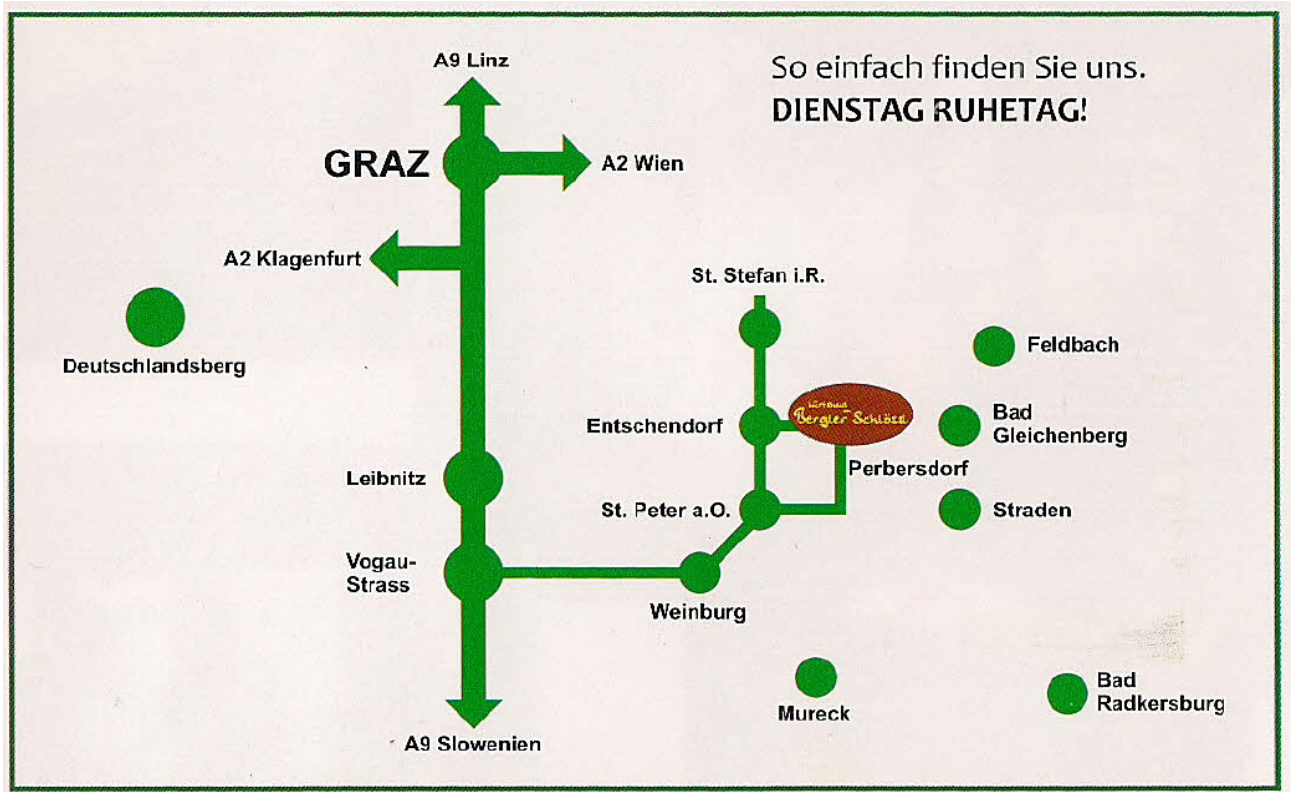 A9 Linz
So einfach finden Sie uns.
DIENSTAG RUHETAG!
GRAZ
A2 Wien
A2 Klagenfurt
St. Stefan i.R.
Deutschlandsberg
Feldbach
Bergler Schlössl
Entschendorf
Bad
Gleichenberg
Perbersdorf
Leibnitz
St. Peter a.O.
Straden
Vogau-
Strass
Weinburg
Mureck
Bad
Radkersburg
A9 Slowenien